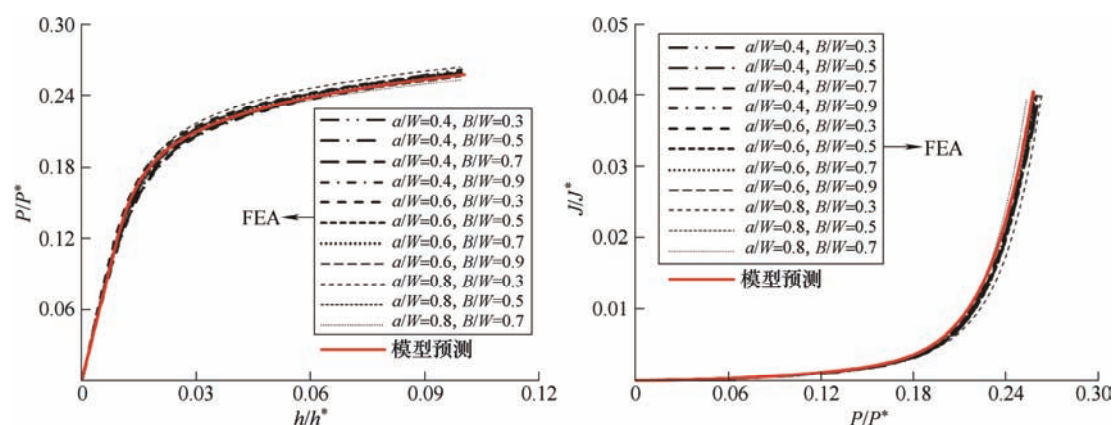 0.30
0.24
0.18
0.12
0.06
P/P*
0
0.03
0.06
0.09
0.12
h/h*
FEA
a/W=0.4, B/W=0.3
a/W=0.4, B/W=0.5
a/W=0.4, B/W=0.7
a/W=0.4, B/W=0.9
a/W=0.6, B/W=0.3
a/W=0.6, B/W=0.5
a/W=0.6, B/W=0.7
a/W=0.6, B/W=0.9
a/W=0.8, B/W=0.3
a/W=0.8, B/W=0.5
a/W=0.8, B/W=0.7
模型预测
0.05
0.04
0.03
0.02
0.01
J/J*
0
0.06
0.12
0.18
0.24
0.30
P/P*
a/W=0.4, B/W=0.3
a/W=0.4, B/W=0.5
a/W=0.4, B/W=0.7
a/W=0.4, B/W=0.9
a/W=0.6, B/W=0.3
a/W=0.6, B/W=0.5
a/W=0.6, B/W=0.7
a/W=0.6, B/W=0.9
a/W=0.8, B/W=0.3
a/W=0.8, B/W=0.5
a/W=0.8, B/W=0.7
FEA
模型预测